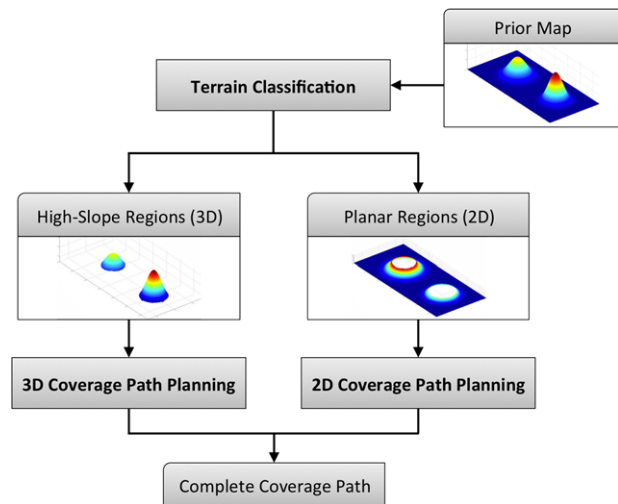 Prior Map
Terrain Classification
High-Slope Regions (3D)
Planar Regions (2D)
3D Coverage Path Planning
2D Coverage Path Planning
Complete Coverage Path